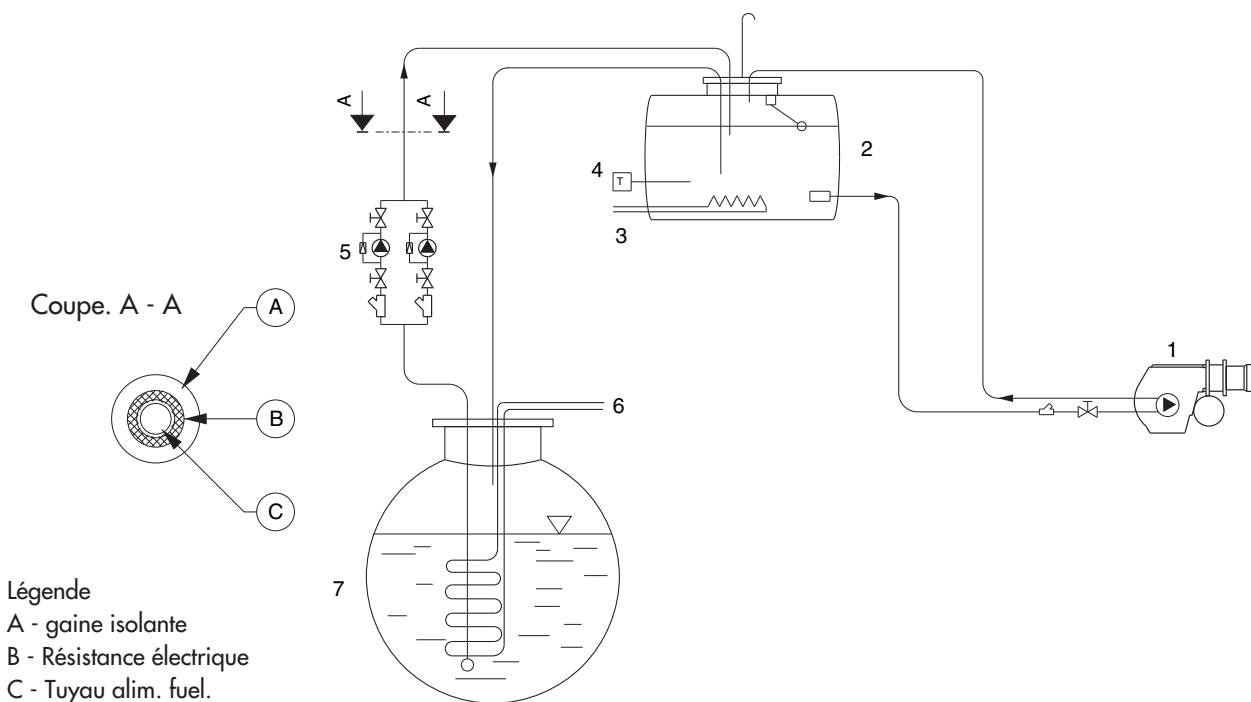 A
A
2
4
T
3
5
Coupe. A - A
A
1
6
B
C
7
Légende
A - gaine isolante
B - Résistance électrique
C - Tuyau alim. fuel.